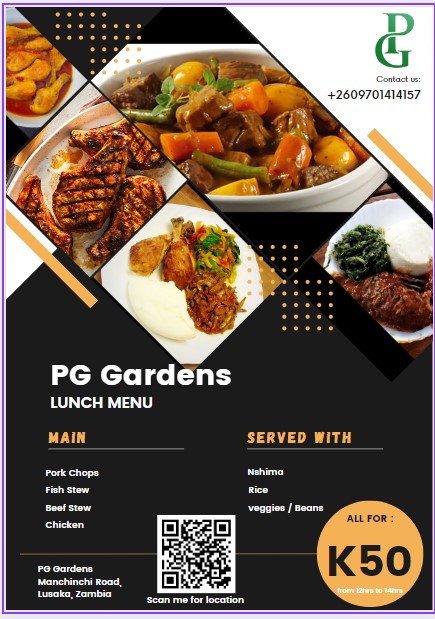 PG
Contact us:
+2609701414157
PG Gardens
LUNCH MENU
MAIN
Pork Chops
Fish Stew
Beef Stew
Chicken
SERVED WITH
Nshima
Rice
veggies / Beans
ALL FOR :
K50
from 12hrs to 14hrs
PG Gardens
Manchinchi Road,
Lusaka, Zambia
Scan me for location